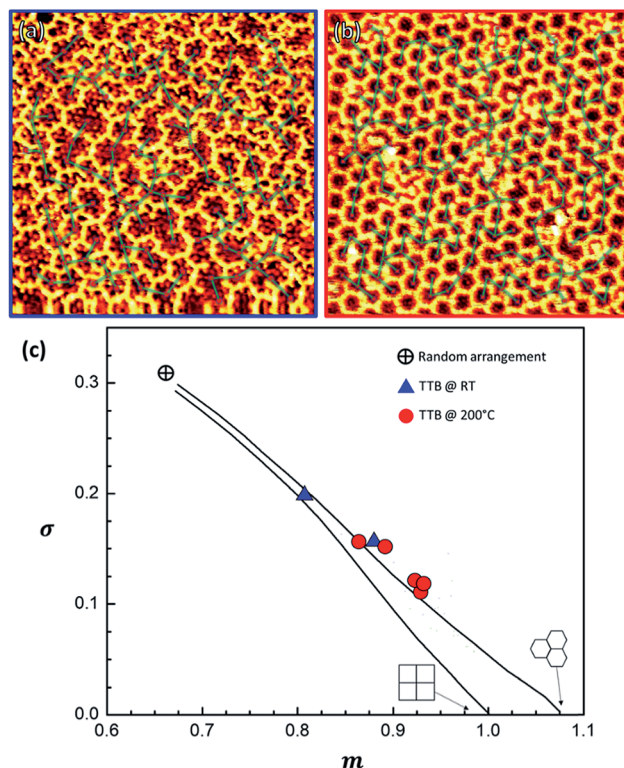 (a)
(b)
(c)
Random arrangement
TTB @ RT
TTB @ 200°C
0.3
0.2
σ
0.1
0.0
0.6
0.7
0.8
0.9
1.0
1.1
m